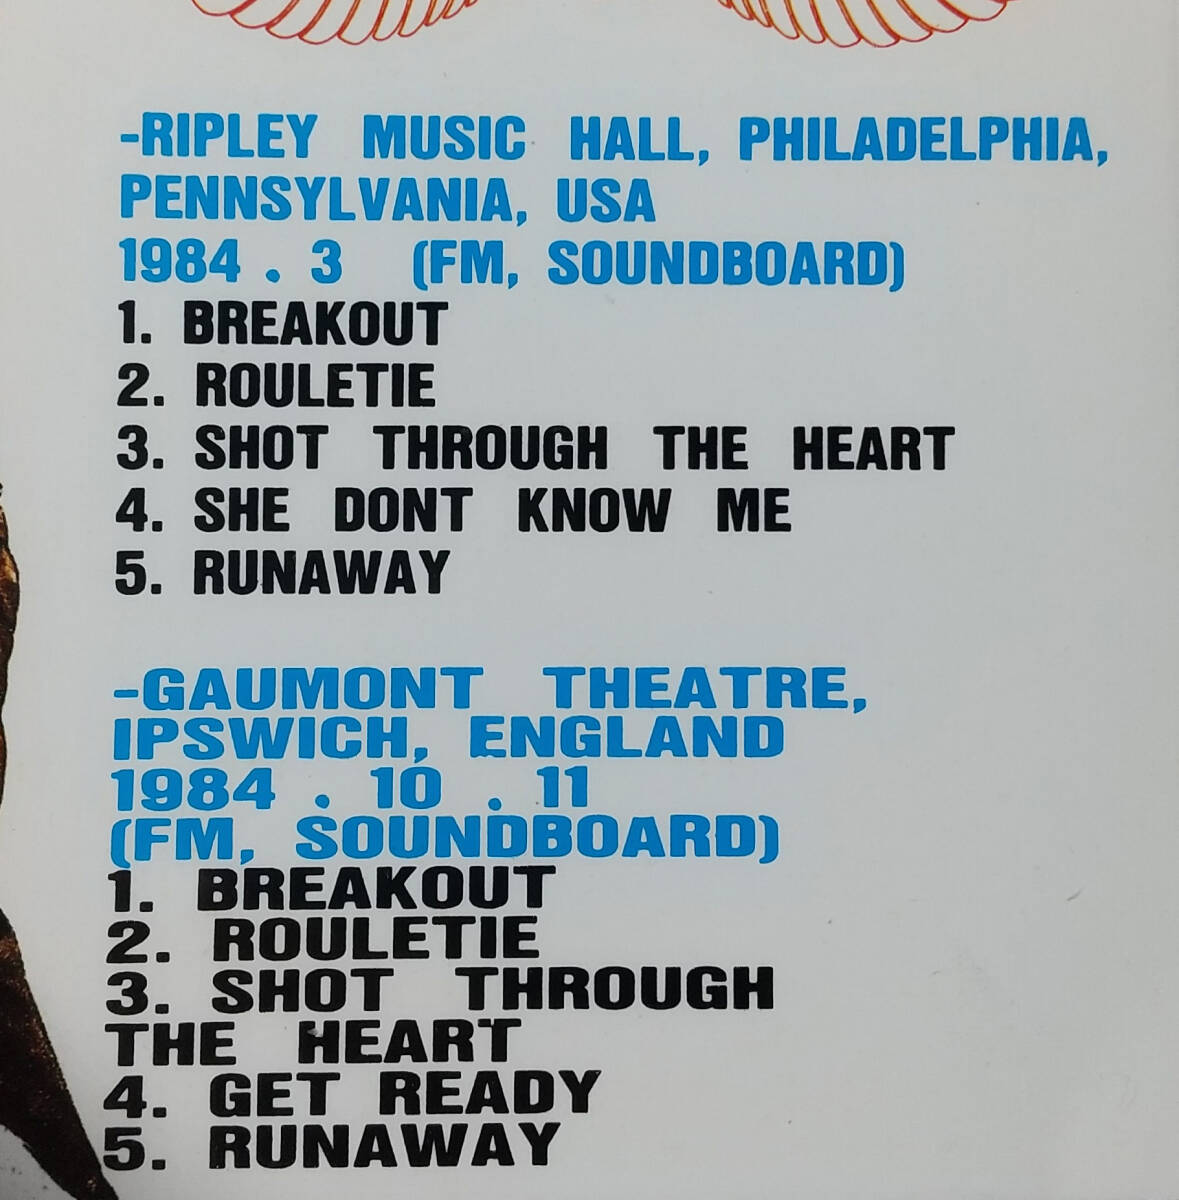 -RIPLEY MUSIC HALL, PHILADELPHIA,
PENNSYLVANIA, USA
1984 . 3 (FM, SOUNDBOARD)
1. BREAKOUT
2. ROULETIE
3. SHOT THROUGH THE HEART
4. SHE DONT KNOW ME
5. RUNAWAY
-GAUMONT THEATRE,
IPSWICH, ENGLAND
1984 . 10 . 11
(FM, SOUNDBOARD)
1. BREAKOUT
2. ROULETIE
3. SHOT THROUGH
THE HEART
4. GET READY
5. RUNAWAY